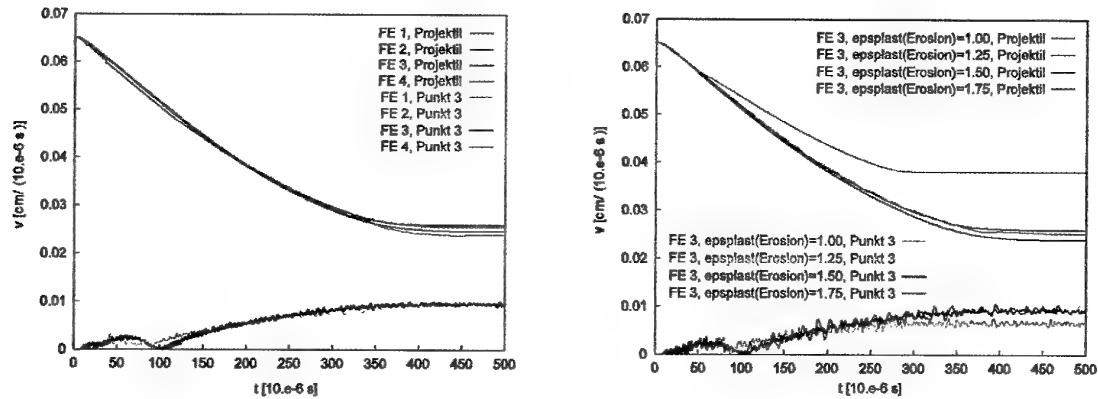 0.07
0.06
0.05
0.04
0.03
0.02
0.01
0
v [cm/ (10.e-6 s )]
FE 1, Projektil
FE 2, Projektil
FE 3, Projektil
FE 4, Projektil
FE 1, Punkt 3
FE 2, Punkt 3
FE 3, Punkt 3
FE 4, Punkt 3
0 50 100 150 200 250 300 350 400 450 500
t [10.e-6 s]
0.07
0.06
0.05
0.04
0.03
0.02
0.01
0
v [cm/ (10.e-6 s )]
FE 3, epsplast(Erosion)=1.00, Projektil
FE 3, epsplast(Erosion)=1.25, Projektil
FE 3, epsplast(Erosion)=1.50, Projektil
FE 3, epsplast(Erosion)=1.75, Projektil
FE 3, epsplast(Erosion)=1.00, Punkt 3
FE 3, epsplast(Erosion)=1.25, Punkt 3
FE 3, epsplast(Erosion)=1.50, Punkt 3
FE 3, epsplast(Erosion)=1.75, Punkt 3
0 50 100 150 200 250 300 350 400 450 500
t [10.e-6 s]